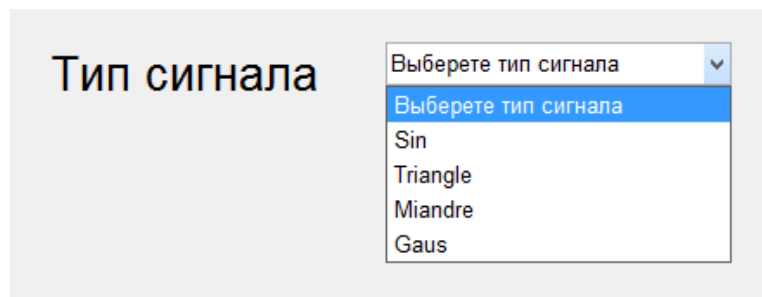 Тип сигнала
Выберете тип сигнала
Выберете тип сигнала
Sin
Triangle
Miandre
Gaus